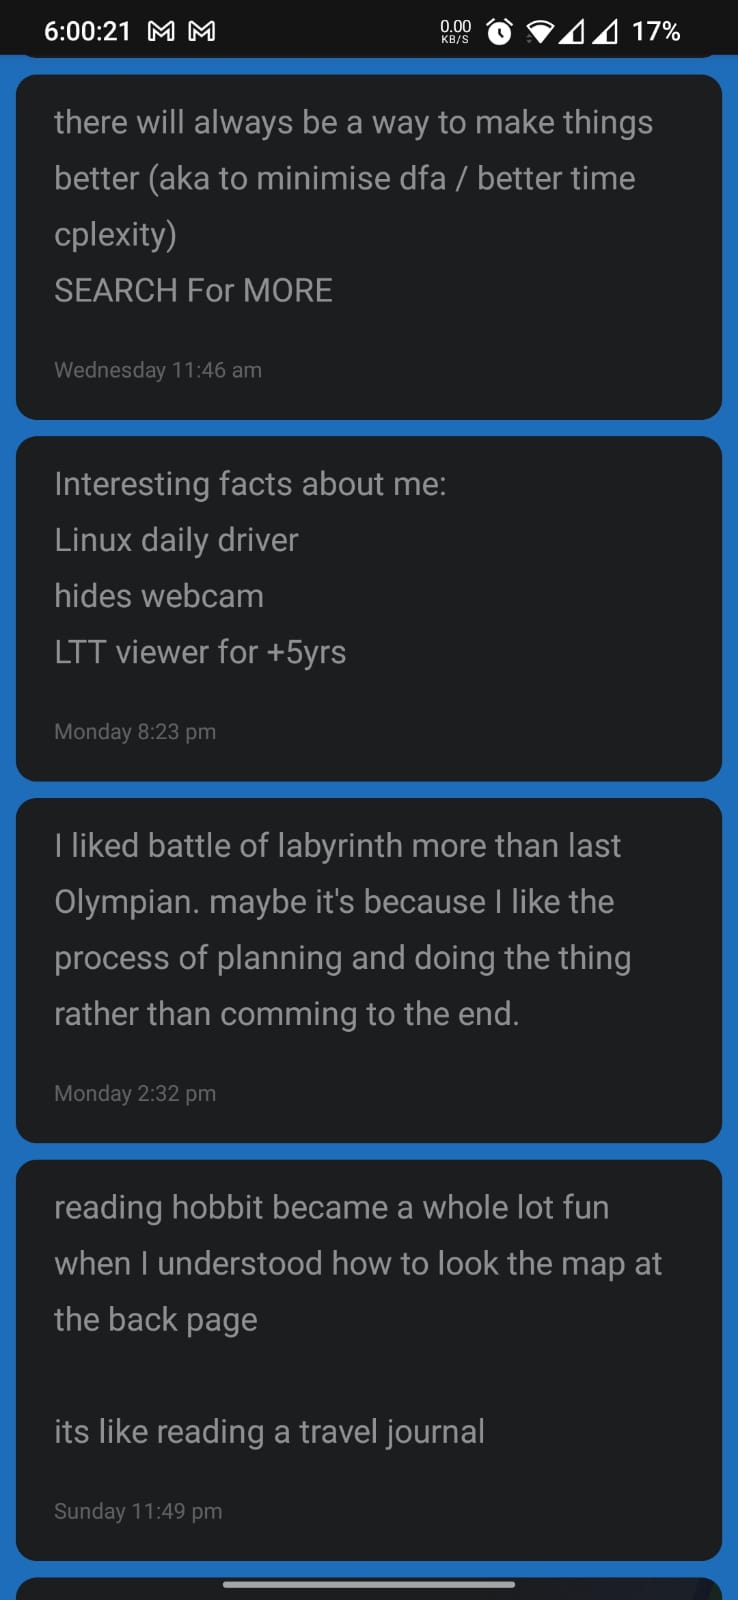 6:00:21 0.00 KB/S 17%
there will always be a way to make things
better (aka to minimise dfa / better time
cplexity)
SEARCH For MORE
Wednesday 11:46 am
Interesting facts about me:
Linux daily driver
hides webcam
LTT viewer for +5yrs
Monday 8:23 pm
I liked battle of labyrinth more than last
Olympian. maybe it's because I like the
process of planning and doing the thing
rather than comming to the end.
Monday 2:32 pm
reading hobbit became a whole lot fun
when I understood how to look the map at
the back page
its like reading a travel journal
Sunday 11:49 pm